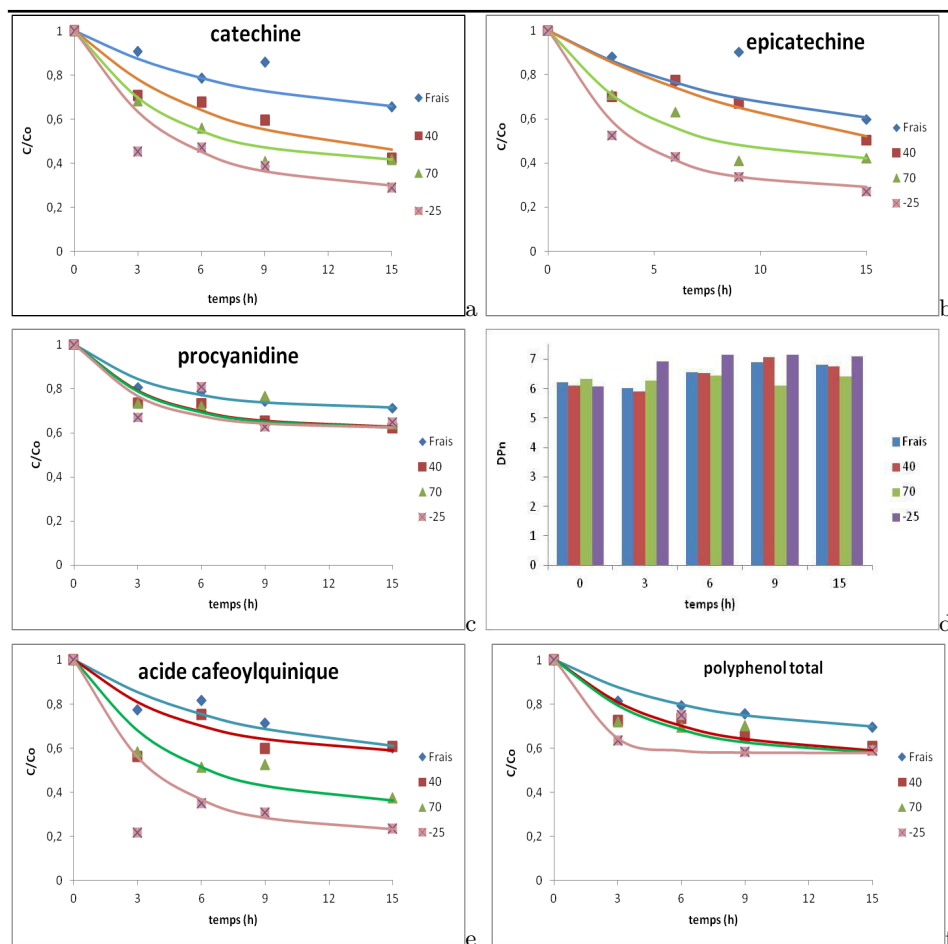 catechine
C/Co
1
0,8
0,6
0,4
0,2
0
0 3 6 9 12 15
temps (h)
Frais
40
70
-25
a
epicatechine
C/Co
1
0,8
0,6
0,4
0,2
0
0 5 10 15
temps (h)
Frais
40
70
-25
b
procyanidine
C/Co
1
0,8
0,6
0,4
0,2
0
0 3 6 9 12 15
temps (h)
Frais
40
70
-25
c
DPn
7
6
5
4
3
2
1
0
0 3 6 9 15
temps (h)
Frais
40
70
-25
d
acide cafeoylquinique
C/Co
1
0,8
0,6
0,4
0,2
0
0 3 6 9 12 15
temps (h)
Frais
40
70
-25
e
polyphenol total
C/Co
1
0,8
0,6
0,4
0,2
0
0 3 6 9 12 15
temps (h)
Frais
40
70
-25